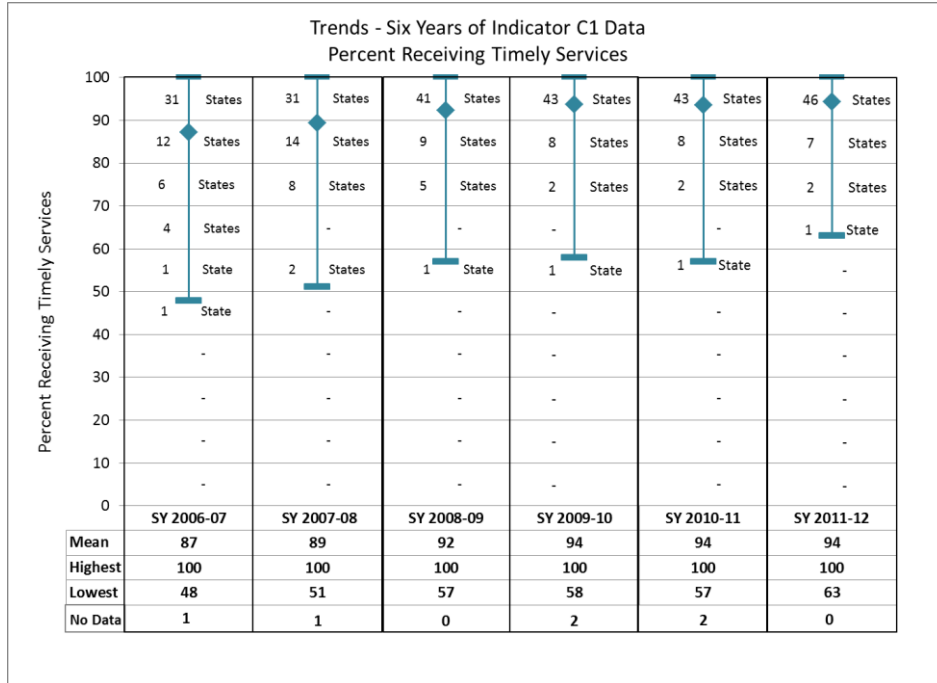 Trends - Six Years of Indicator C1 Data
Percent Receiving Timely Services
Percent Receiving Timely Services
100
31 States 31 States 41 States 43 States 43 States 46 States
90
12 States 14 States 9 States 8 States 8 States 7 States
80
6 States 8 States 5 States 2 States 2 States 2 States
70
4 States - - - - 1 State
60
1 State 2 States 1 State 1 State 1 State -
50
1 State - - - - -
40
- - - - - -
30
- - - - - -
20
- - - - - -
10
- - - - - -
0
SY 2006-07 SY 2007-08 SY 2008-09 SY 2009-10 SY 2010-11 SY 2011-12
Mean 87 89 92 94 94 94
Highest 100 100 100 100 100 100
Lowest 48 51 57 58 57 63
No Data 1 1 0 2 2 0